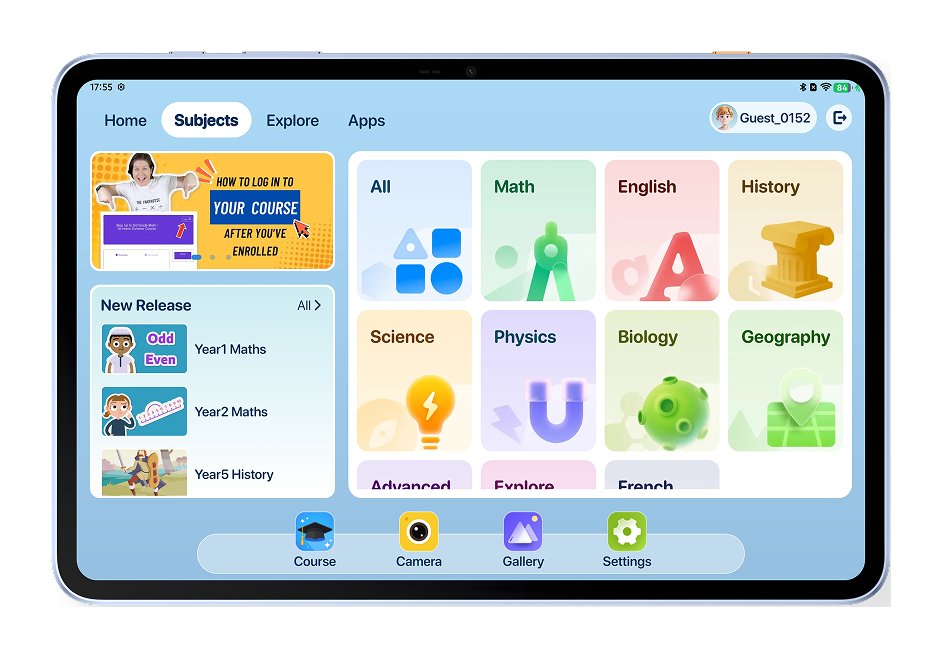 17:55
84
Home
Subjects
Explore
Apps
Guest_0152
THE FANTASTIC
HOW TO LOG IN TO
YOUR COURSE
AFTER YOU'VE
ENROLLED
New Release
All >
Odd
Even
Year1 Maths
Year2 Maths
Year5 History
All
Math
English
History
Science
Physics
Biology
Geography
Advanced
Explore
French
Course
Camera
Gallery
Settings